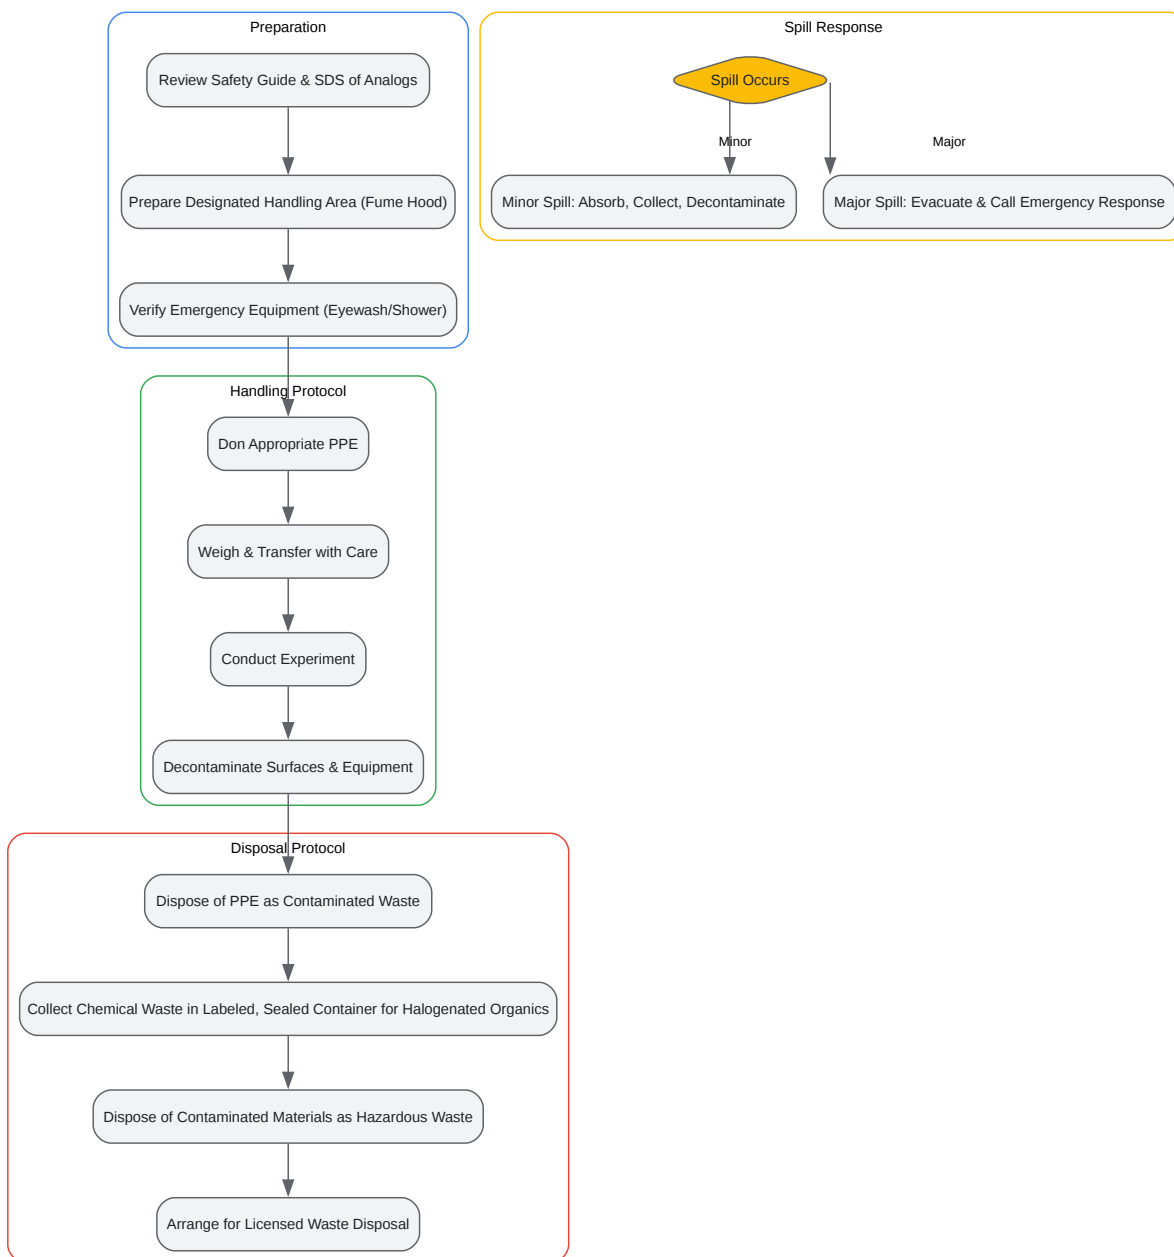 Preparation
Review Safety Guide & SDS of Analogs
Prepare Designated Handling Area (Fume Hood)
Verify Emergency Equipment (Eyewash/Shower)
Spill Response
Spill Occurs
Minor
Major
Minor Spill: Absorb, Collect, Decontaminate
Major Spill: Evacuate & Call Emergency Response
Handling Protocol
Don Appropriate PPE
Weigh & Transfer with Care
Conduct Experiment
Decontaminate Surfaces & Equipment
Disposal Protocol
Dispose of PPE as Contaminated Waste
Collect Chemical Waste in Labeled, Sealed Container for Halogenated Organics
Dispose of Contaminated Materials as Hazardous Waste
Arrange for Licensed Waste Disposal